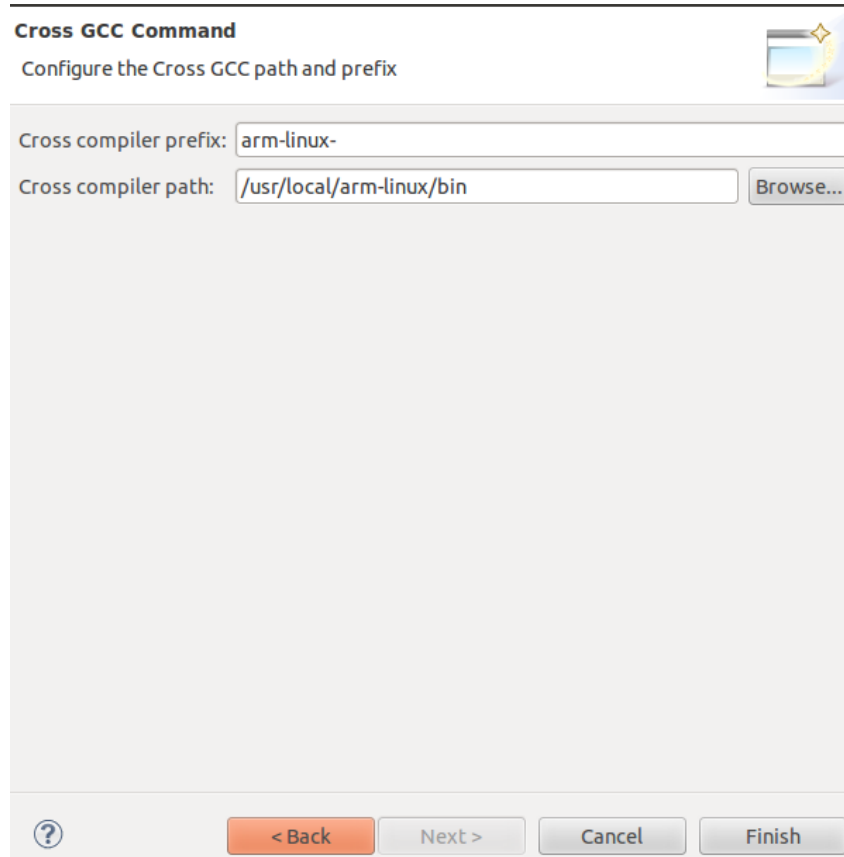 Cross GCC Command
Configure the Cross GCC path and prefix
Cross compiler prefix: arm-linux-
Cross compiler path: /usr/local/arm-linux/bin Browse...
? < Back Next > Cancel Finish